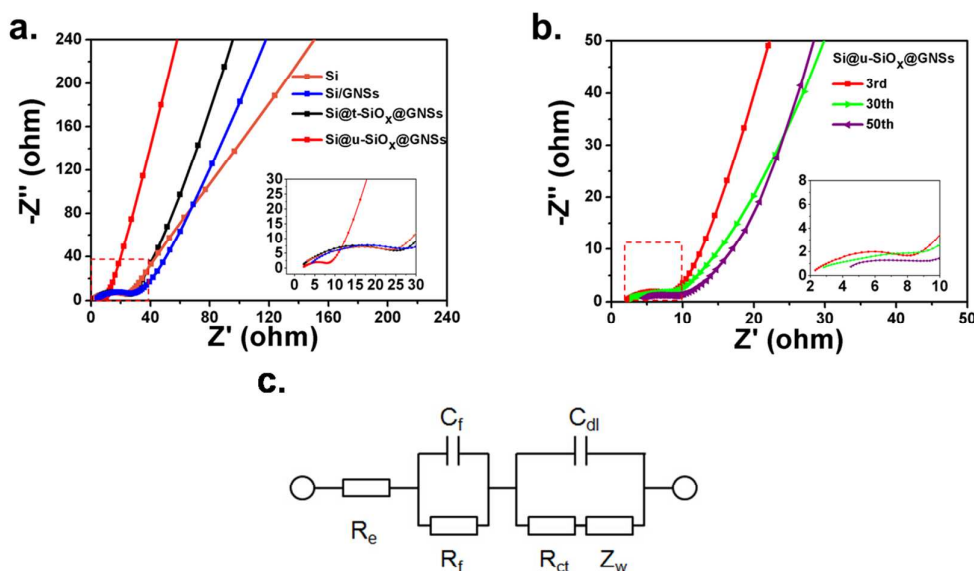 a.
240
200
160
120
80
40
0
-Z'' (ohm)
0 40 80 120 160 200 240
Z' (ohm)
Si
Si/GNSs
Si@t-SiOx@GNSs
Si@u-SiOx@GNSs
30
25
20
15
10
5
0
0 5 10 15 20 25 30
b.
50
40
30
20
10
0
-Z'' (ohm)
0 10 20 30 40 50
Z' (ohm)
Si@u-SiOx@GNSs
3rd
30th
50th
8
6
4
2
0
2 4 6 8 10
c.
Cf
Cdl
Re
Rf
Rct
Zw